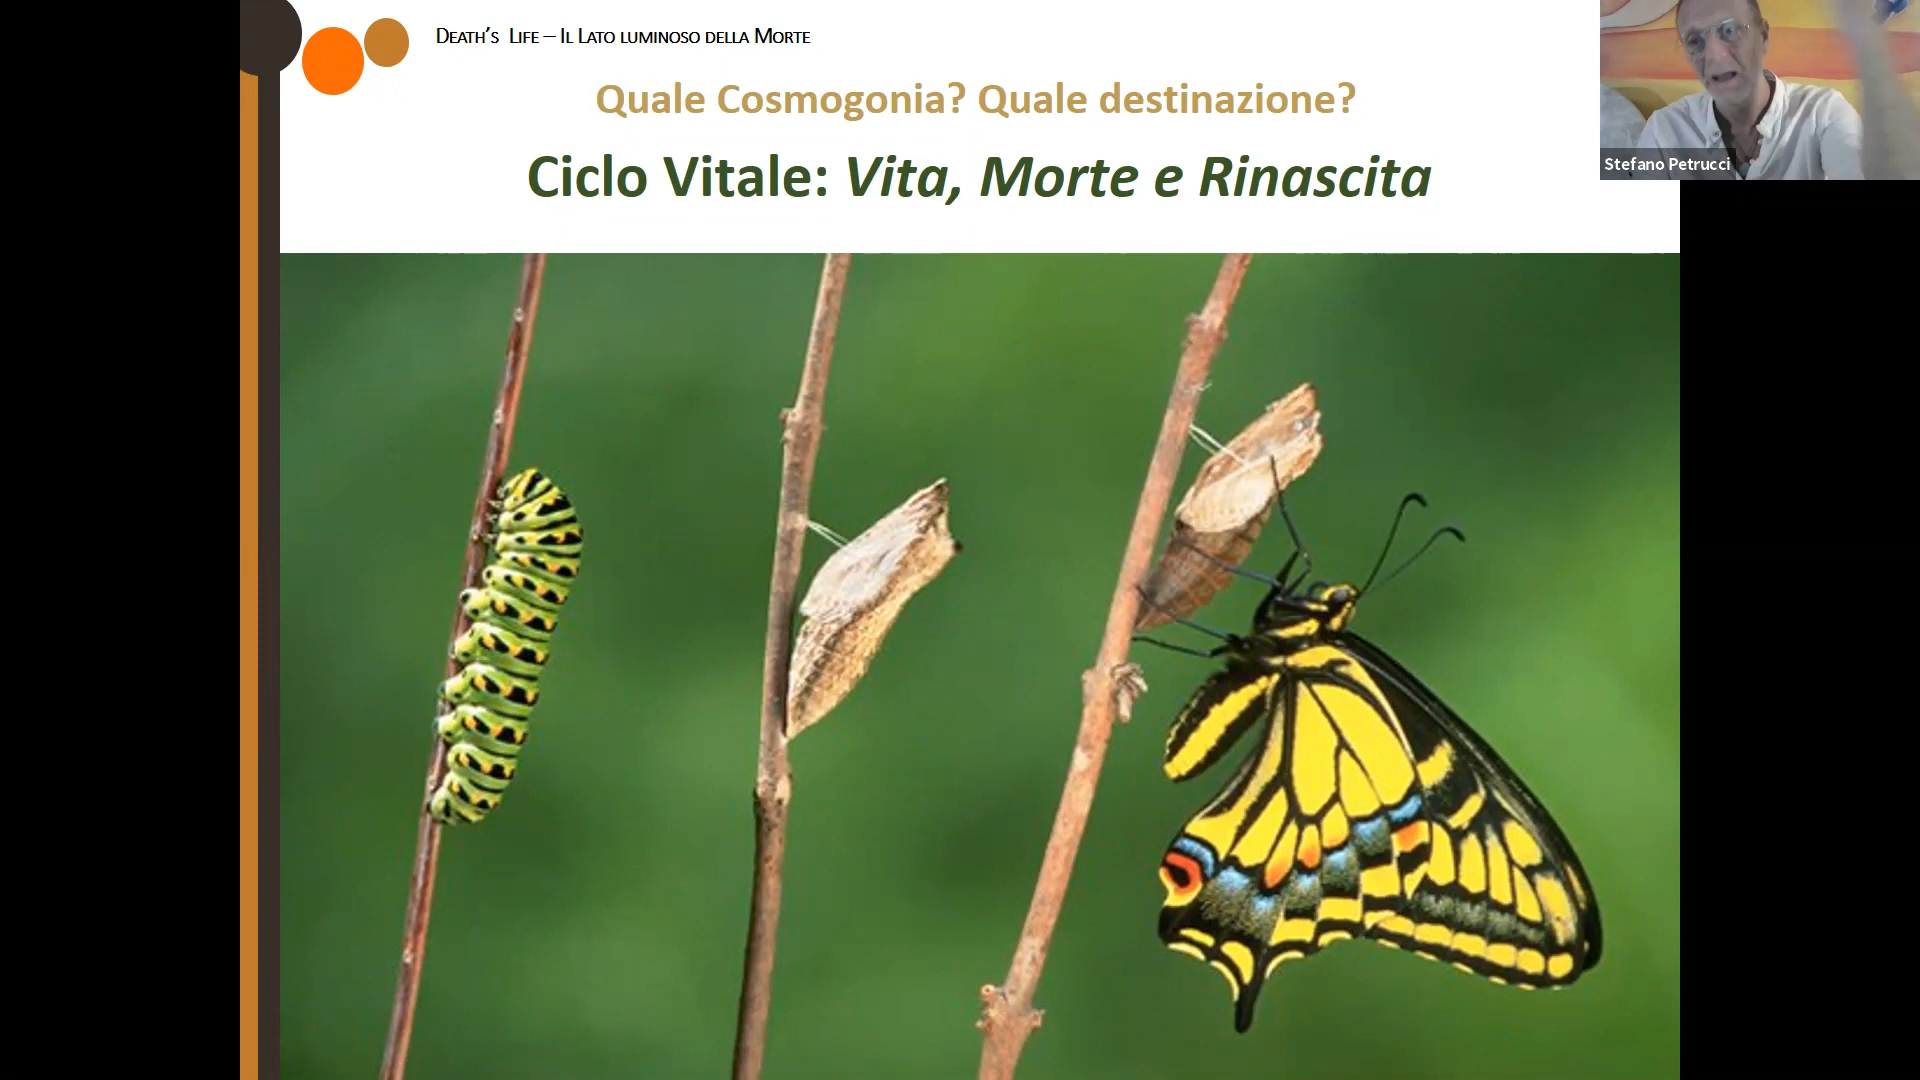 Death's Life – Il Lato luminoso della Morte
Quale Cosmogonia? Quale destinazione?
Ciclo Vitale: Vita, Morte e Rinascita
Stefano Petrucci